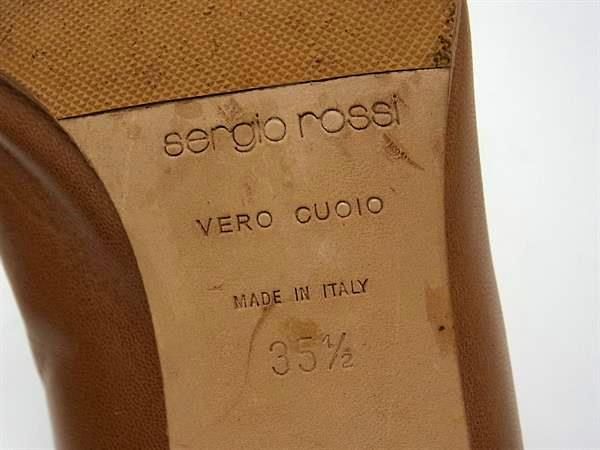 sergio rossi
VERO CUOIO
MADE IN ITALY
35½